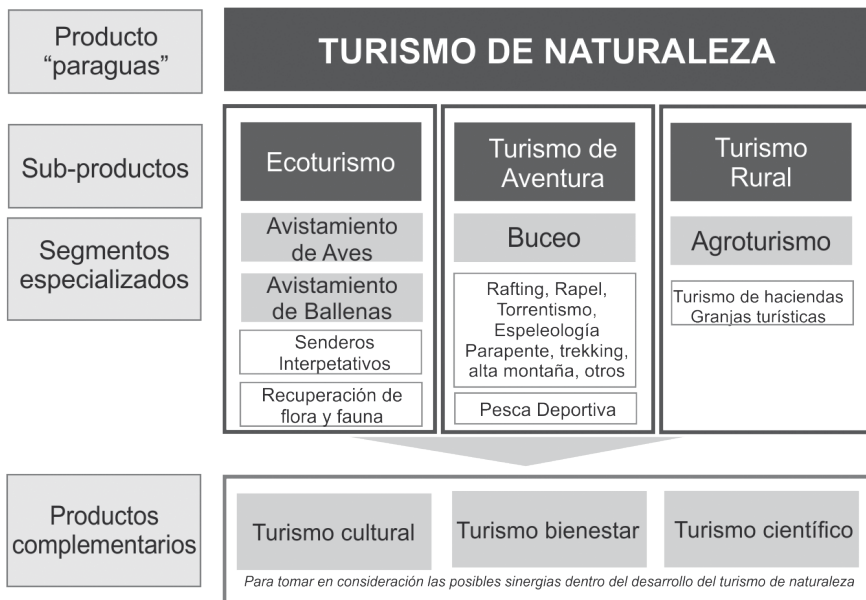 Producto
“paraguas”
TURISMO DE NATURALEZA
Sub-productos
Ecoturismo
Turismo de
Aventura
Turismo
Rural
Segmentos
especializados
Avistamiento
de Aves
Avistamiento
de Ballenas
Senderos
Interpetativos
Recuperación de
flora y fauna
Buceo
Rafting, Rapel,
Torrentismo,
Espeleología
Parapente, trekking,
alta montaña, otros
Pesca Deportiva
Agroturismo
Turismo de haciendas
Granjas turísticas
Productos
complementarios
Turismo cultural
Turismo bienestar
Turismo científico
Para tomar en consideración las posibles sinergias dentro del desarrollo del turismo de naturaleza